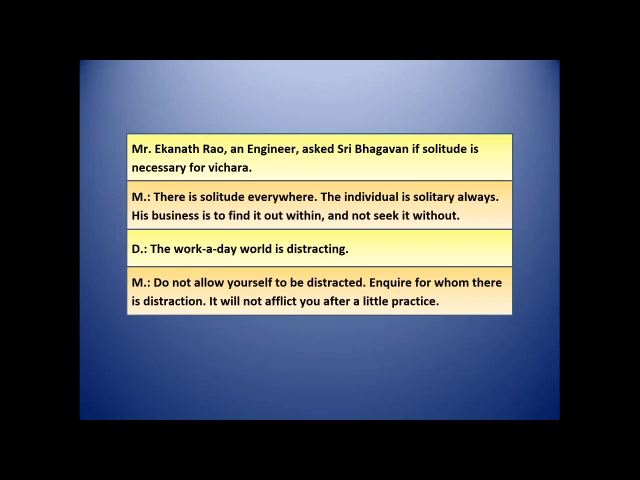 Mr. Ekanath Rao, an Engineer, asked Sri Bhagavan if solitude is
necessary for vichara.
M.: There is solitude everywhere. The individual is solitary always.
His business is to find it out within, and not seek it without.
D.: The work-a-day world is distracting.
M.: Do not allow yourself to be distracted. Enquire for whom there
is distraction. It will not afflict you after a little practice.